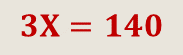 3X = 140